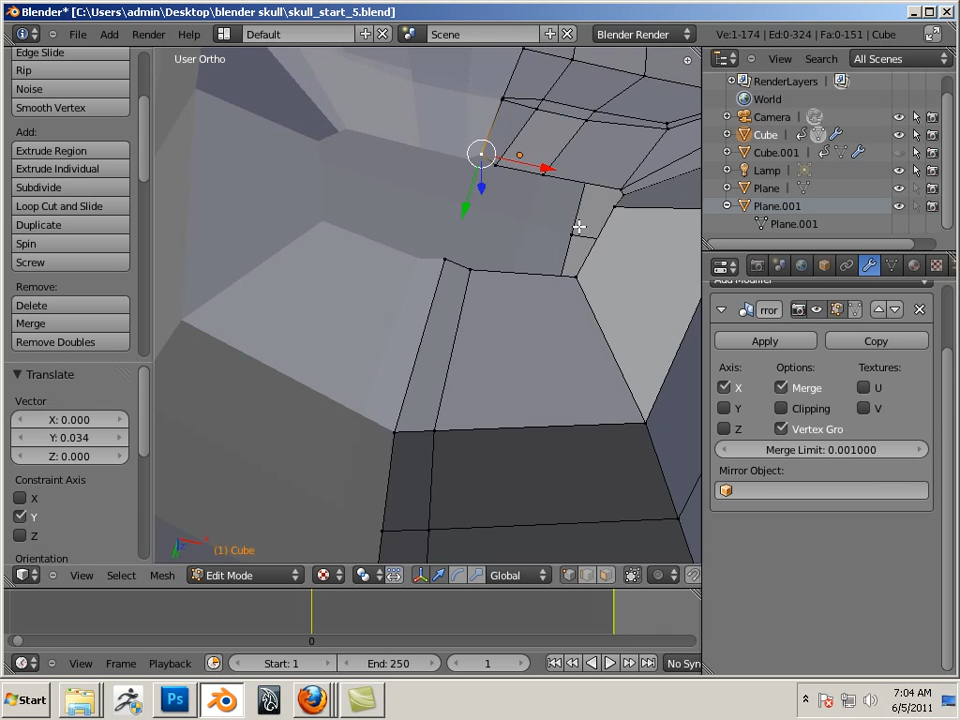 Blender* [C:\Users\admin\Desktop\blender skull\skull_start_5.blend]
File Add Render Help Default Scene Blender Render Ve:1-174 | Ed:0-324 | Fa:0-151 | Cube
Edge Slide
Rip
Noise
Smooth Vertex
Add:
Extrude Region
Extrude Individual
Subdivide
Loop Cut and Slide
Duplicate
Spin
Screw
Remove:
Delete
Merge
Remove Doubles
Translate
Vector
X: 0.000
Y: 0.034
Z: 0.000
Constraint Axis
X
Y
Z
Orientation
User Ortho
(1) Cube
View Select Mesh Edit Mode Global
0
View Frame Playback Start: 1 End: 250 1 No Syn
View Search All Scenes
RenderLayers
World
Camera
Cube
Cube.001
Lamp
Plane
Plane.001
Plane.001
Add Modifier
rror
Apply Copy
Axis: Options: Textures:
X Merge U
Y Clipping V
Z Vertex Gro
Merge Limit: 0.001000
Mirror Object:
Start Ps 7:04 AM
6/5/2011